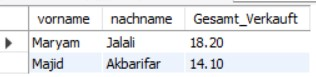 vorname nachname Gesamt_Verkauft
Maryam Jalali 18.20
Majid Akbarifar 14.10